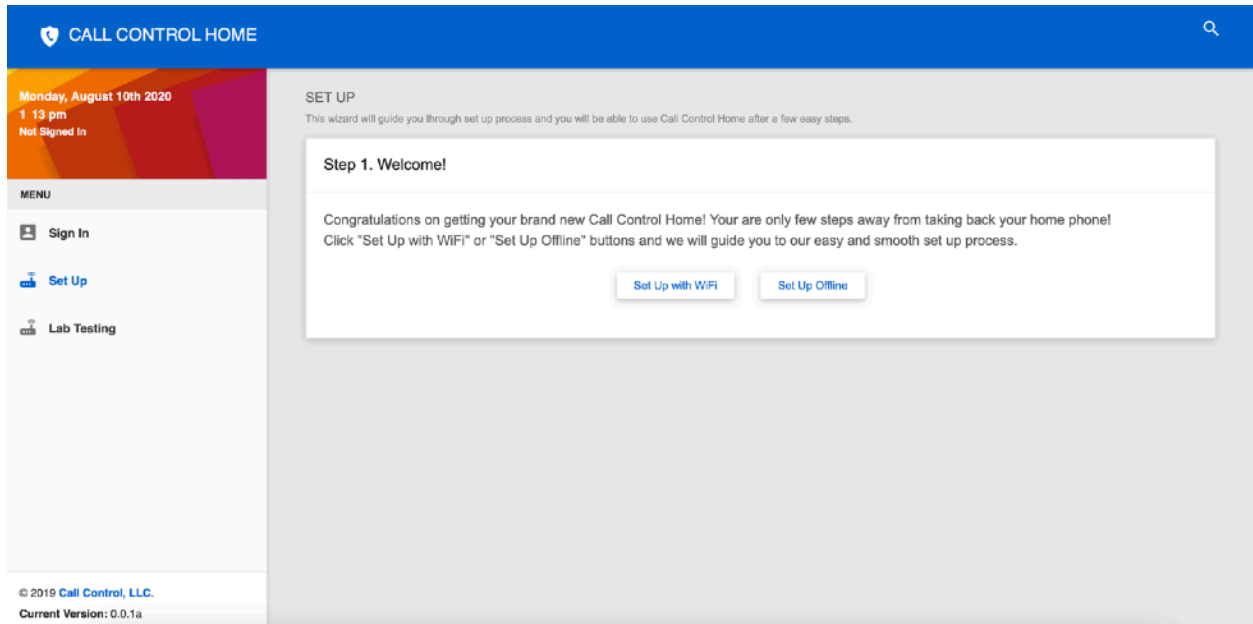 CALL CONTROL HOME
Monday, August 10th 2020
1 13 pm
Not Signed In
MENU
Sign In
Set Up
Lab Testing
© 2019 Call Control, LLC.
Current Version: 0.0.1a
SET UP
This wizard will guide you through set up process and you will be able to use Call Control Home after a few easy steps.
Step 1. Welcome!
Congratulations on getting your brand new Call Control Home! Your are only few steps away from taking back your home phone!
Click "Set Up with WiFi" or "Set Up Offline" buttons and we will guide you to our easy and smooth set up process.
Set Up with WiFi
Set Up Offline